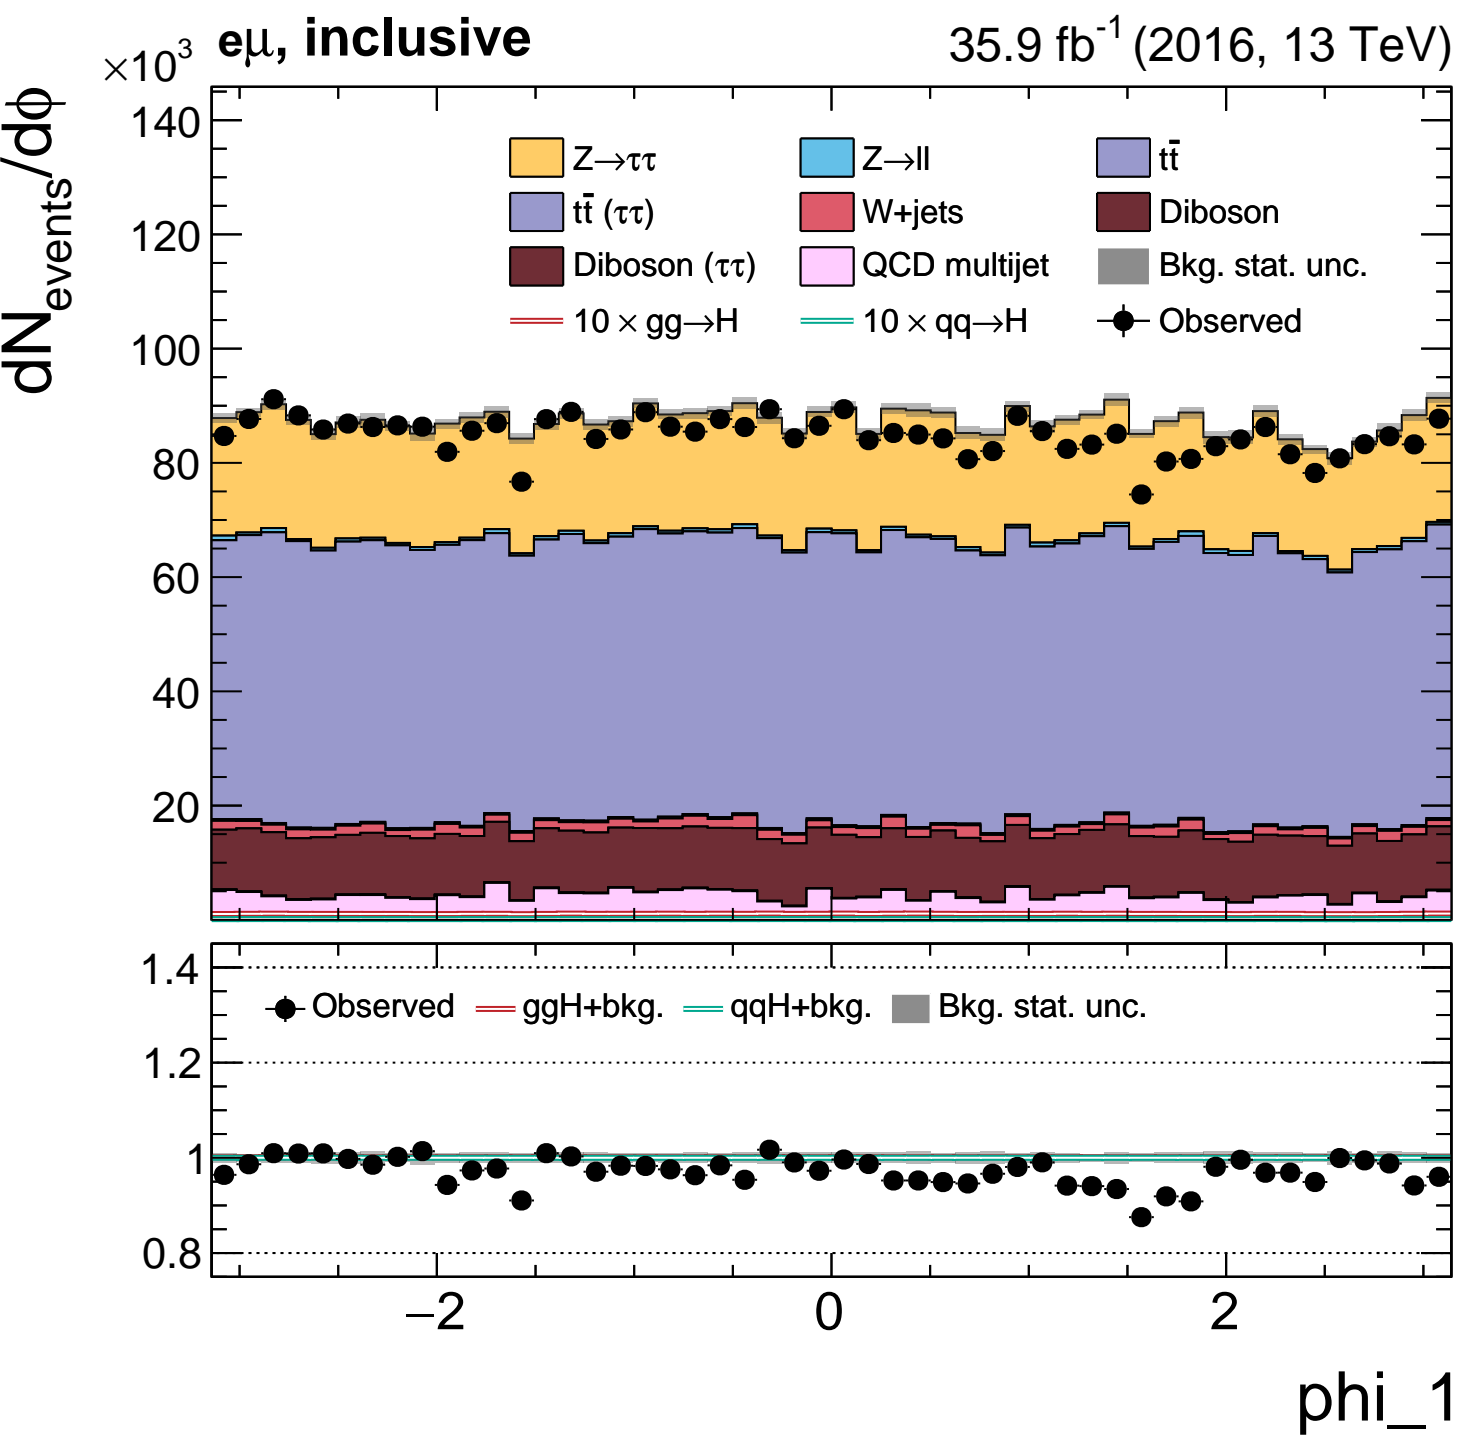 ×10³ eμ, inclusive 35.9 fb⁻¹ (2016, 13 TeV)
dN_events/dϕ
140
120
100
80
60
40
20
Z→ττ Z→ll tt̄
tt̄ (ττ) W+jets Diboson
Diboson (ττ) QCD multijet Bkg. stat. unc.
10 × gg→H 10 × qq→H Observed
1.4
1.2
1
0.8
Observed ggH+bkg. qqH+bkg. Bkg. stat. unc.
−2 0 2
phi_1